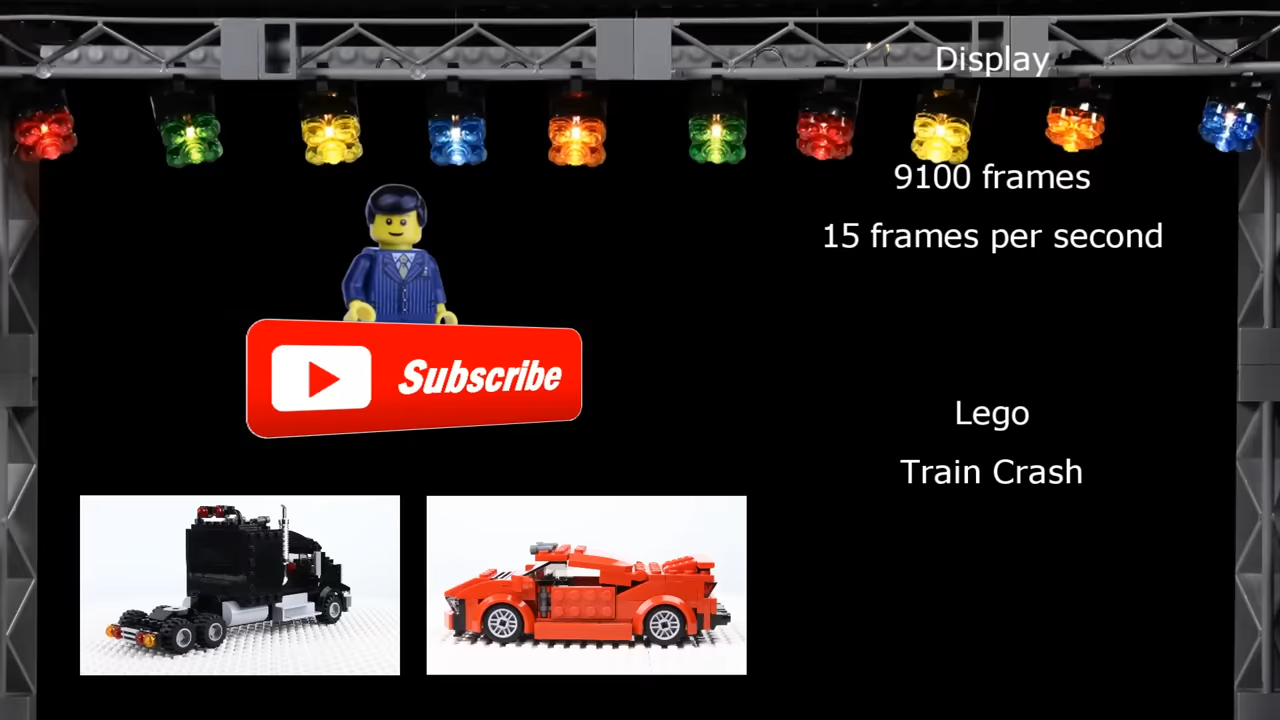 Display
9100 frames
15 frames per second
Subscribe
Lego
Train Crash